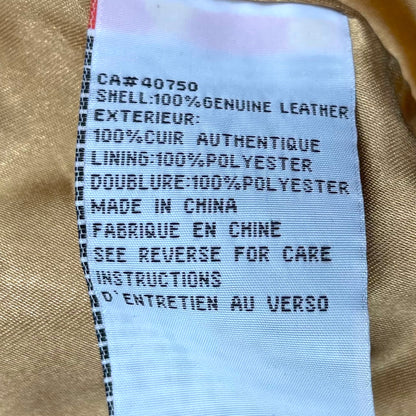 CA#40750
SHELL:100%GENUINE LEATHER
EXTERIEUR:
100%CUIR AUTHENTIQUE
LINING:100%POLYESTER
DOUBLURE:100%POLYESTER
MADE IN CHINA
FABRIQUE EN CHINE
SEE REVERSE FOR CARE
INSTRUCTIONS
D'ENTRETIEN AU VERSO